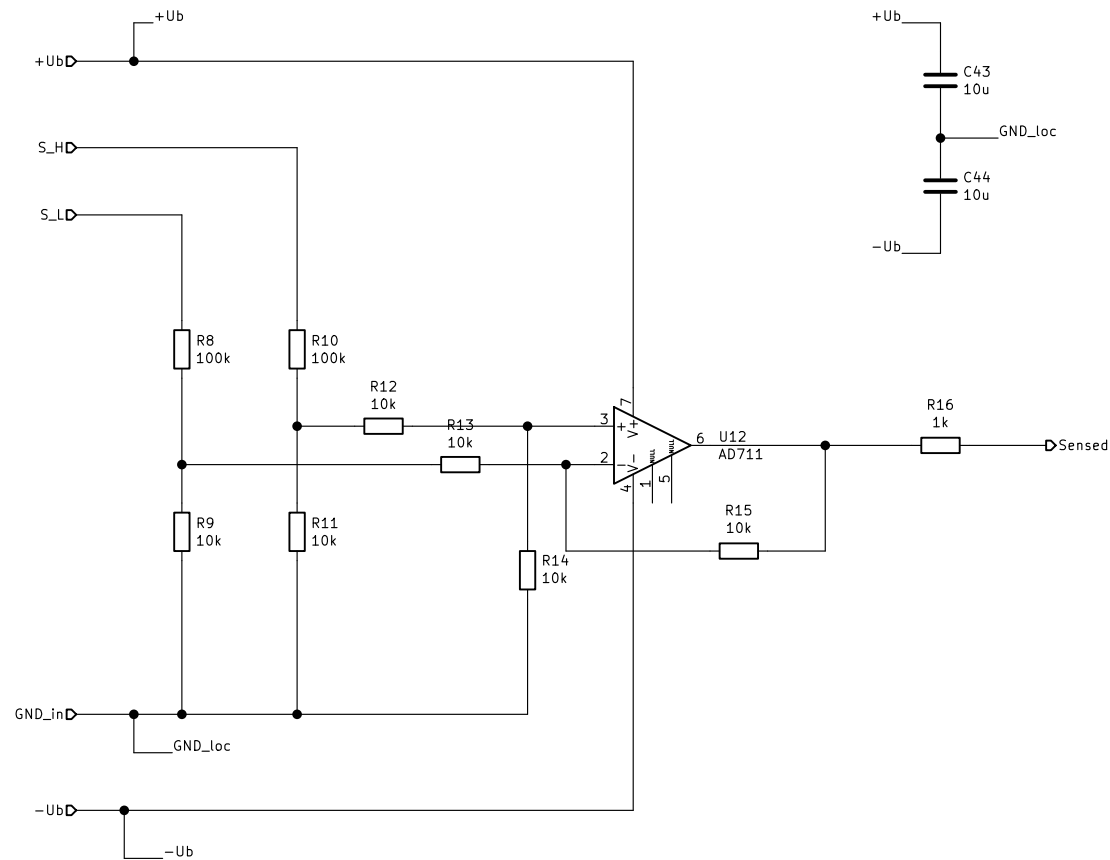 +Ub
+Ub
+Ub
C43
10u
S_H
GND_loc
C44
10u
S_L
-Ub
R8
100k
R10
100k
R12
10k
R13
10k
7
3
+
V+
2
-
V-
NULL
NULL
4
1
5
6
U12
AD711
R16
1k
Sensed
R9
10k
R11
10k
R15
10k
R14
10k
GND_in
GND_loc
-Ub
-Ub